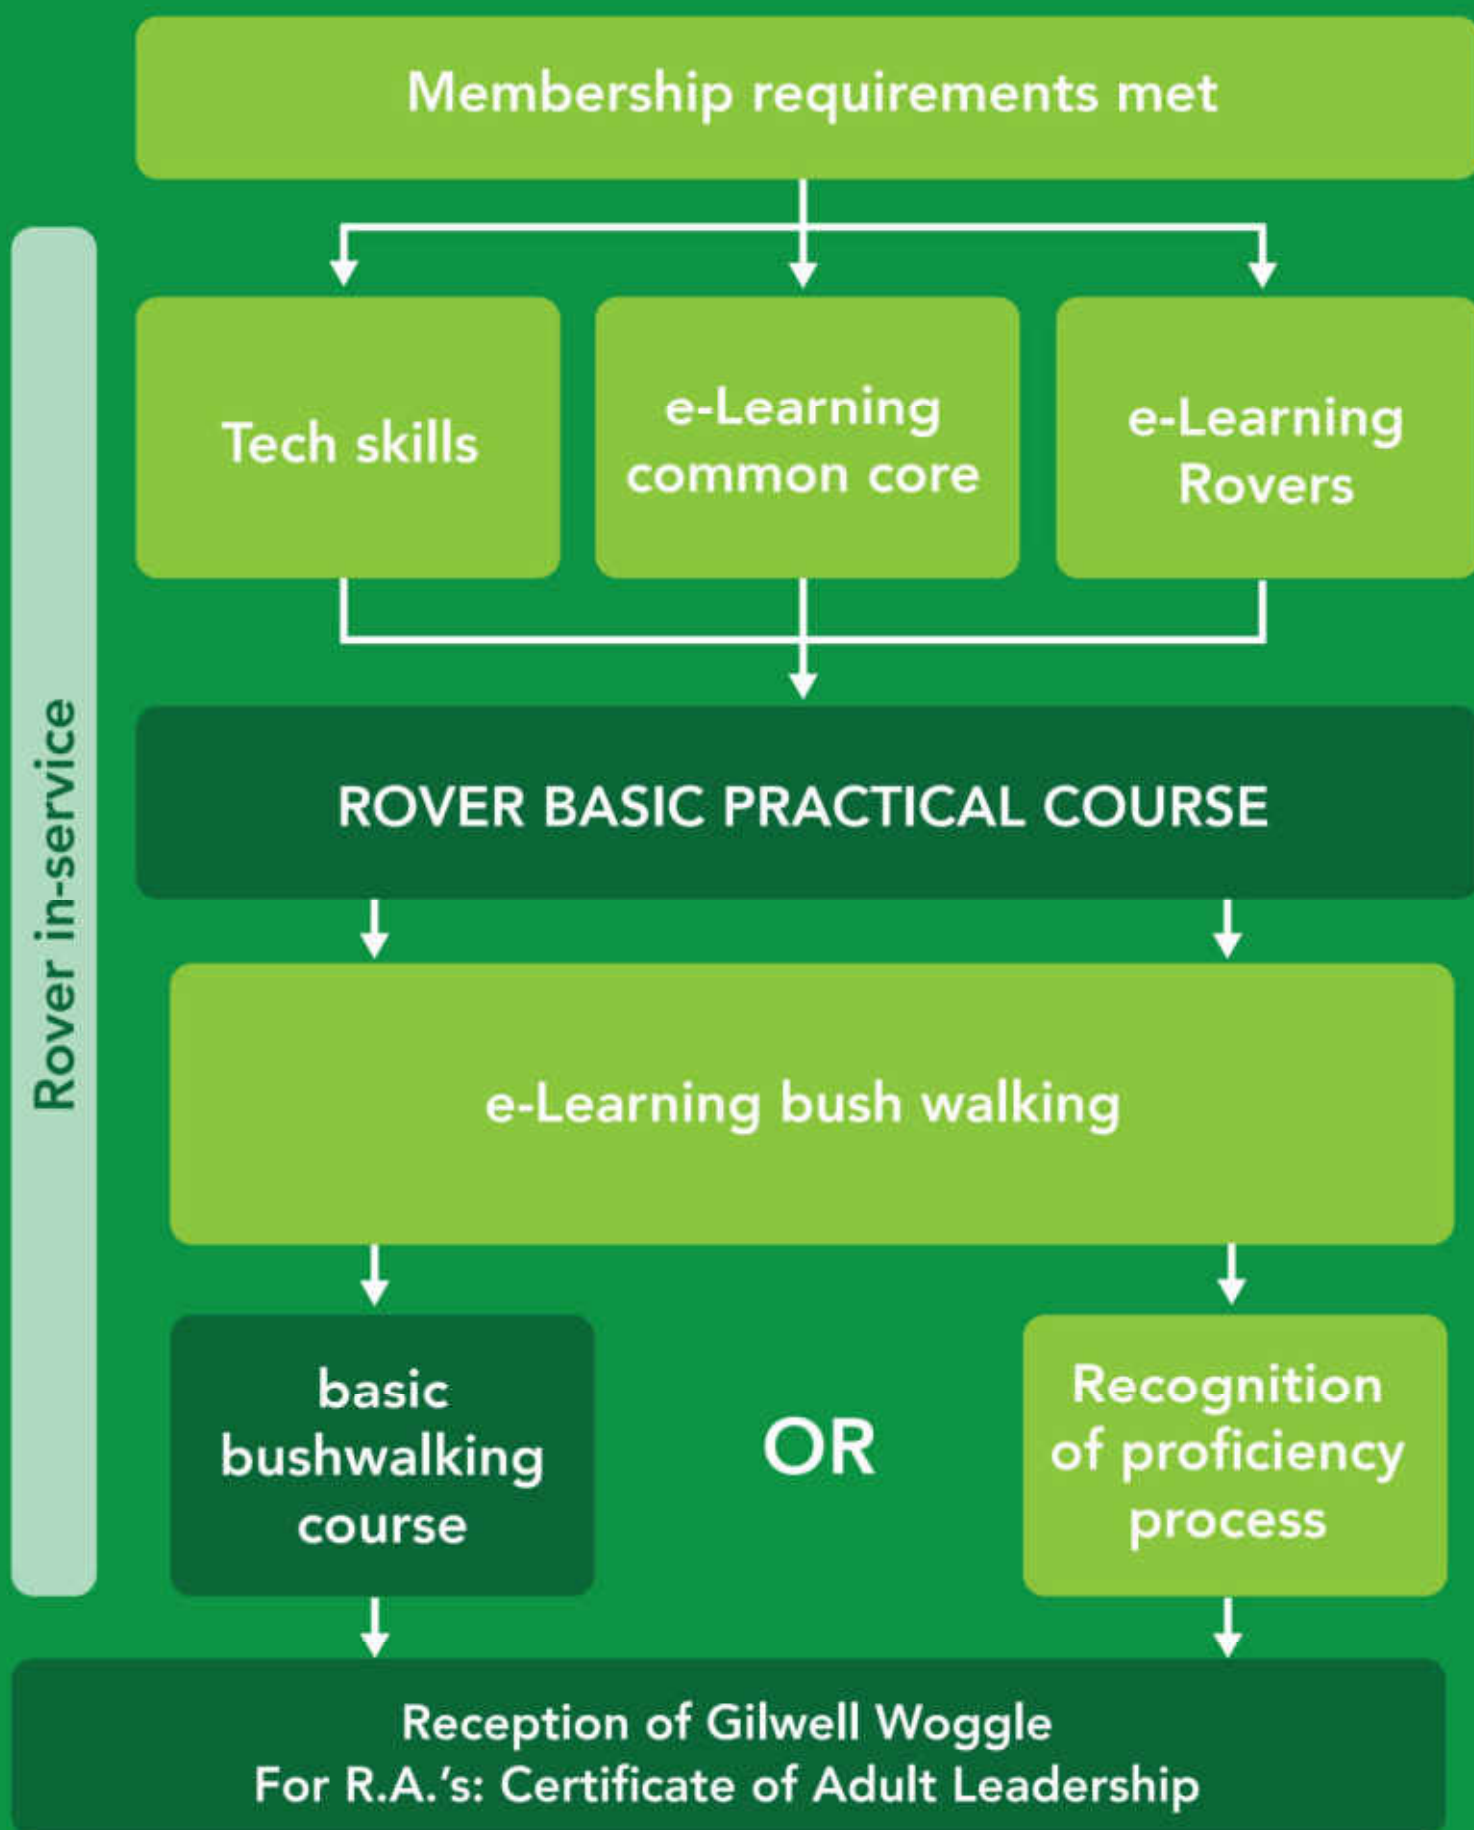 Membership requirements met
Tech skills
e-Learning
common core
e-Learning
Rovers
Rover in-service
ROVER BASIC PRACTICAL COURSE
e-Learning bush walking
basic
bushwalking
course
OR
Recognition
of proficiency
process
Reception of Gilwell Woggle
For R.A.'s: Certificate of Adult Leadership